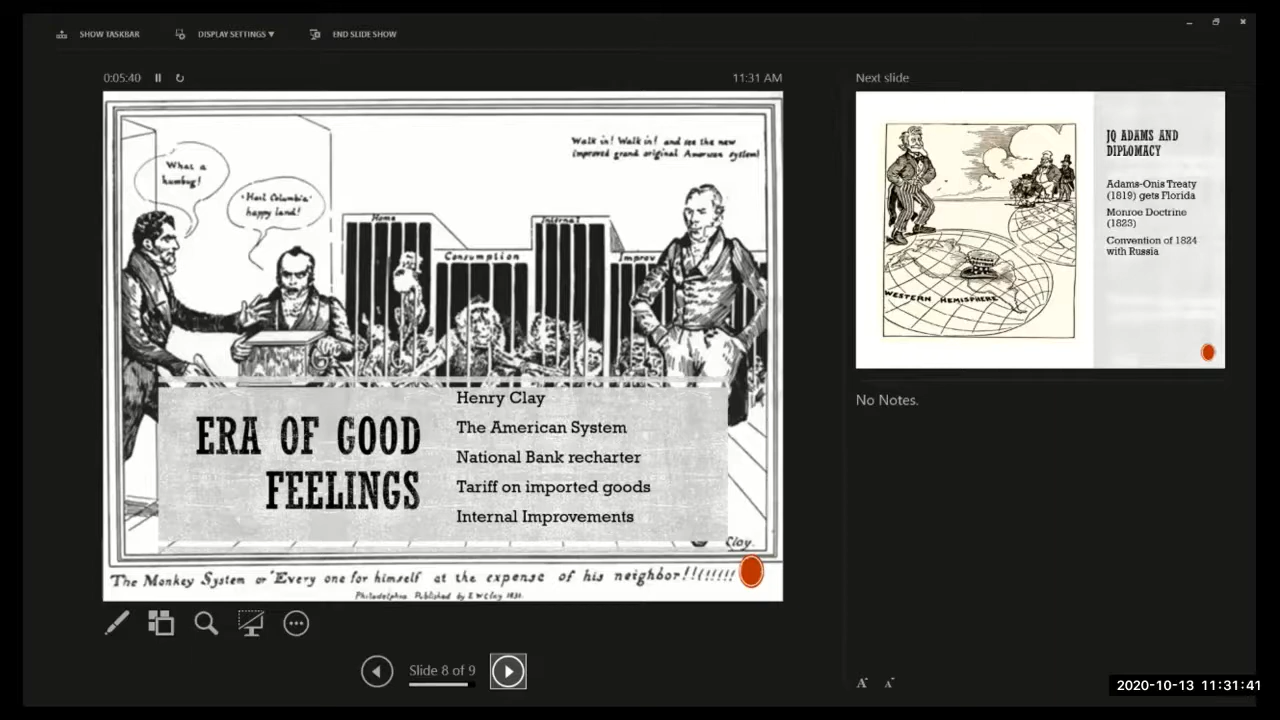 SHOW TASKBAR
DISPLAY SETTINGS ▼
END SLIDE SHOW
0:05:40
11:31 AM
Next slide
What a
humbug!
"Hail Columbia"
happy land!
Walk in! Walk in! and see the new
improved grand original American system!
Home
Consumption
Internal
Improv
ERA OF GOOD
FEELINGS
Henry Clay
The American System
National Bank recharter
Tariff on imported goods
Internal Improvements
Clay.
The Monkey System or "Every one for himself at the expense of his neighbor!!!!!!!!
Philadelphia. Published by E W Clay 1831.
JQ ADAMS AND
DIPLOMACY
Adams-Onis Treaty
(1819) gets Florida
Monroe Doctrine
(1823)
Convention of 1824
with Russia
WESTERN HEMISPHERE
No Notes.
Slide 8 of 9
A
A
2020-10-13 11:31:41